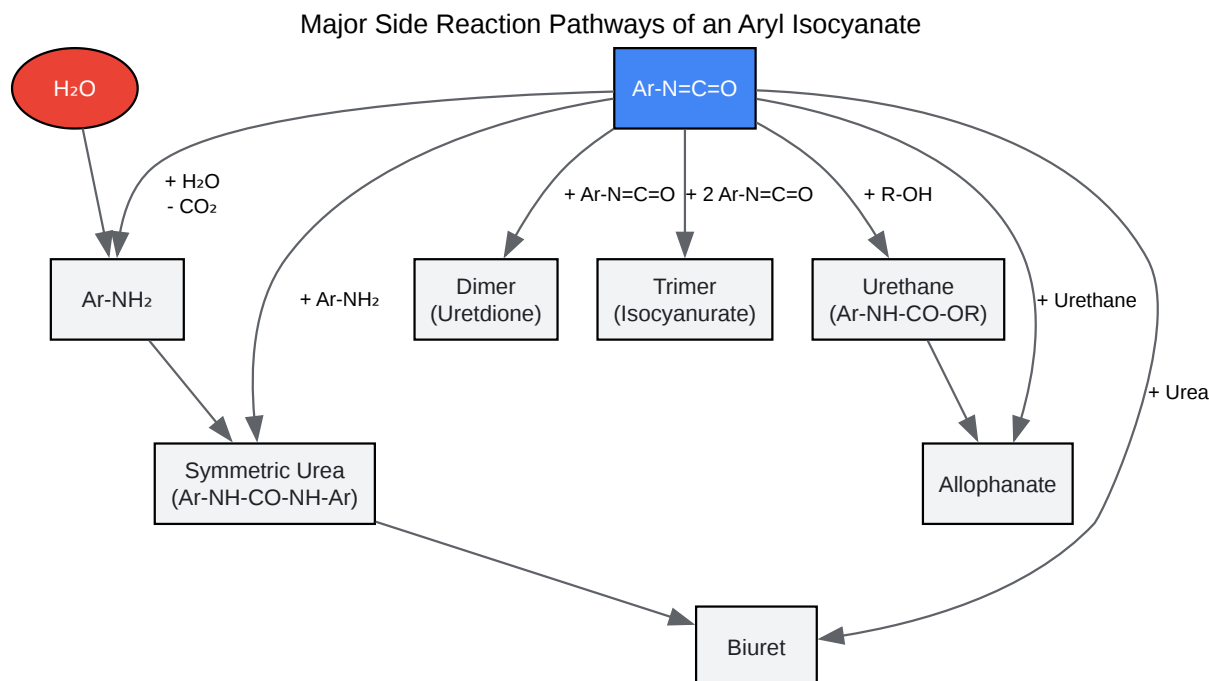 Major Side Reaction Pathways of an Aryl Isocyanate
H₂O
Ar-N=C=O
+ H₂O
- CO₂
+ Ar-N=C=O
+ 2 Ar-N=C=O
+ R-OH
Ar-NH₂
+ Ar-NH₂
Dimer
(Uretdione)
Trimer
(Isocyanurate)
Urethane
(Ar-NH-CO-OR)
+ Urethane
+ Urea
Symmetric Urea
(Ar-NH-CO-NH-Ar)
Allophanate
Biuret